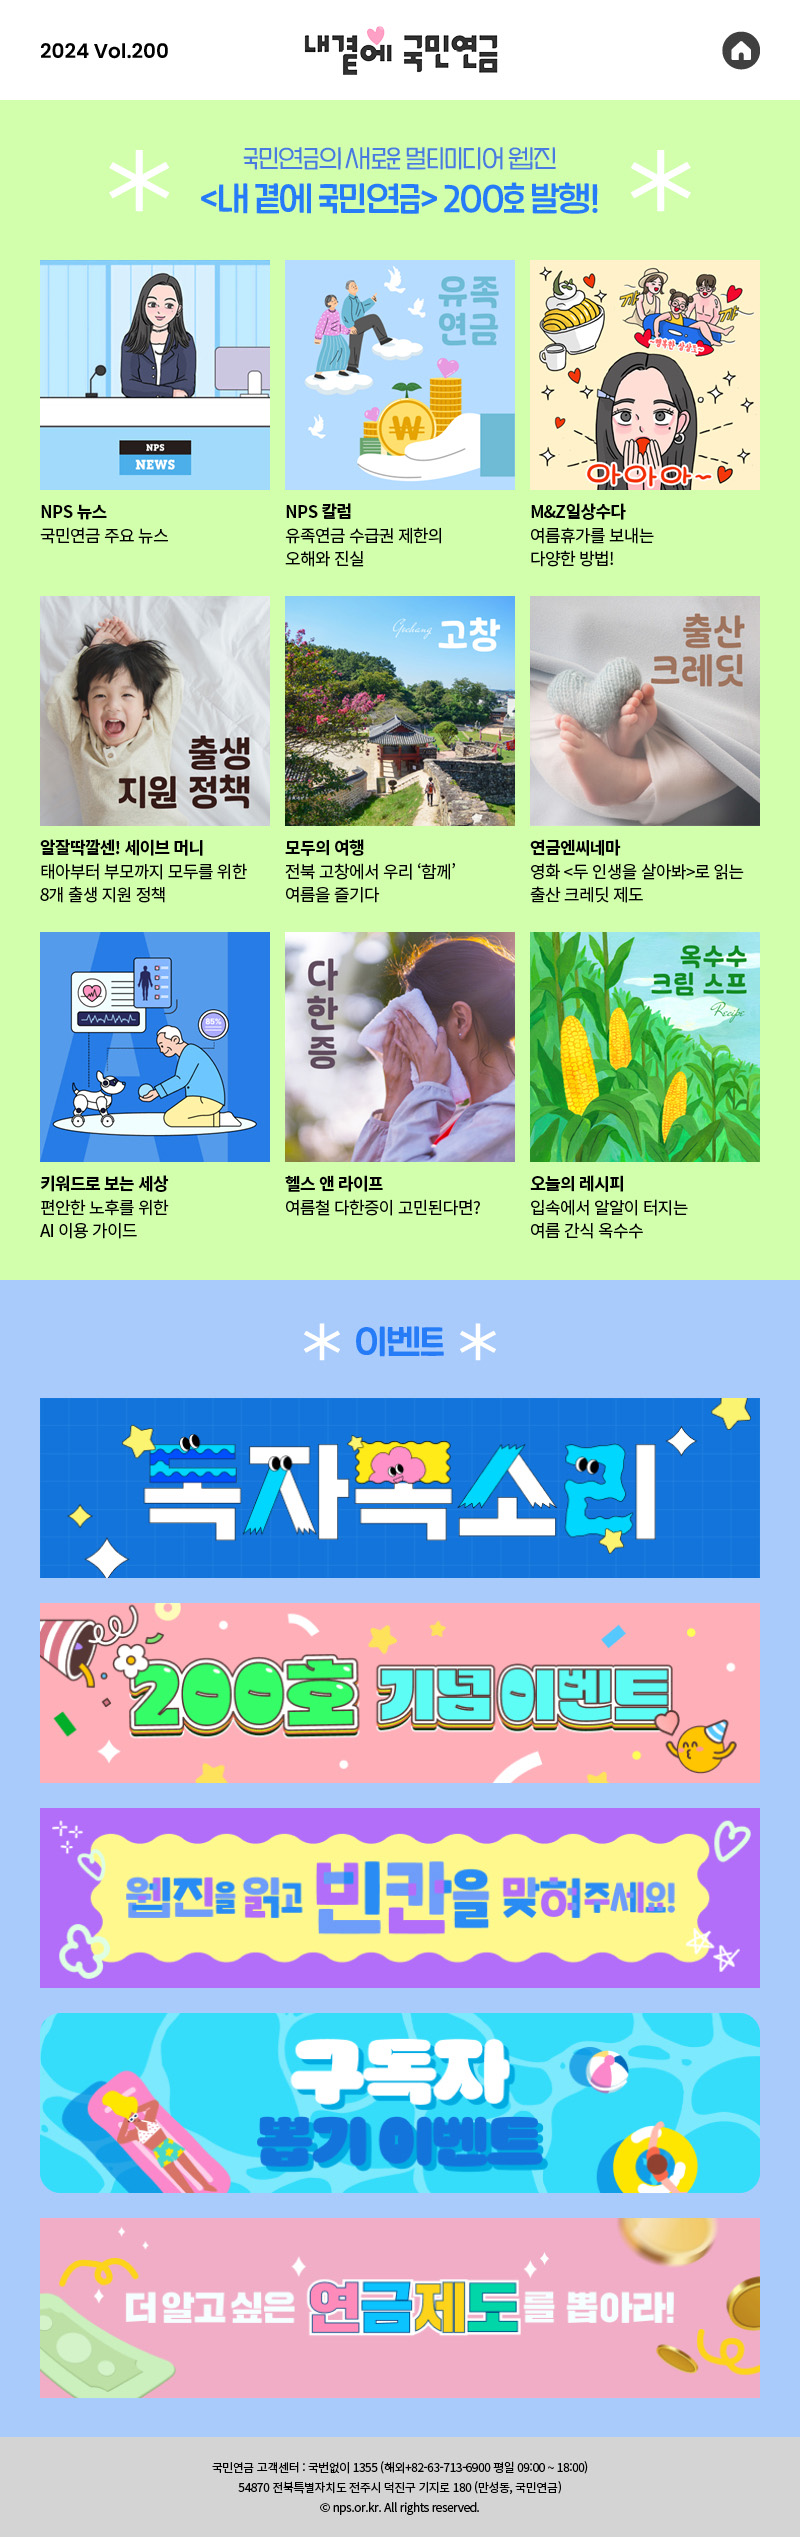 2024 Vol.200
내 곁에 국민연금
국민연금의 새로운 멀티미디어 웹진
<내 곁에 국민연금> 200호 발행!
NPS
NEWS
유족
연금
까
까
~행복한 상상도~
아아아~
NPS 뉴스
국민연금 주요 뉴스
NPS 칼럼
유족연금 수급권 제한의
오해와 진실
M&Z일상수다
여름휴가를 보내는
다양한 방법!
출생
지원 정책
Gochang 고창
출산
크레딧
알잘딱깔센! 세이브 머니
태아부터 부모까지 모두를 위한
8개 출생 지원 정책
모두의 여행
전북 고창에서 우리 ‘함께’
여름을 즐기다
연금엔씨네마
영화 <두 인생을 살아봐>로 읽는
출산 크레딧 제도
AI
85%
다
한
증
옥수수
크림 스프
Recipe
키워드로 보는 세상
편안한 노후를 위한
AI 이용 가이드
헬스 앤 라이프
여름철 다한증이 고민된다면?
오늘의 레시피
입속에서 알알이 터지는
여름 간식 옥수수
이벤트
독자목소리
200호 기념 이벤트
웹진을 읽고 빈칸을 맞혀주세요!
구독자
뽑기 이벤트
더 알고 싶은 연금제도를 뽑아라!
국민연금 고객센터 : 국번없이 1355 (해외+82-63-713-6900 평일 09:00 ~ 18:00)
54870 전북특별자치도 전주시 덕진구 기지로 180 (만성동, 국민연금)
© nps.or.kr. All rights reserved.